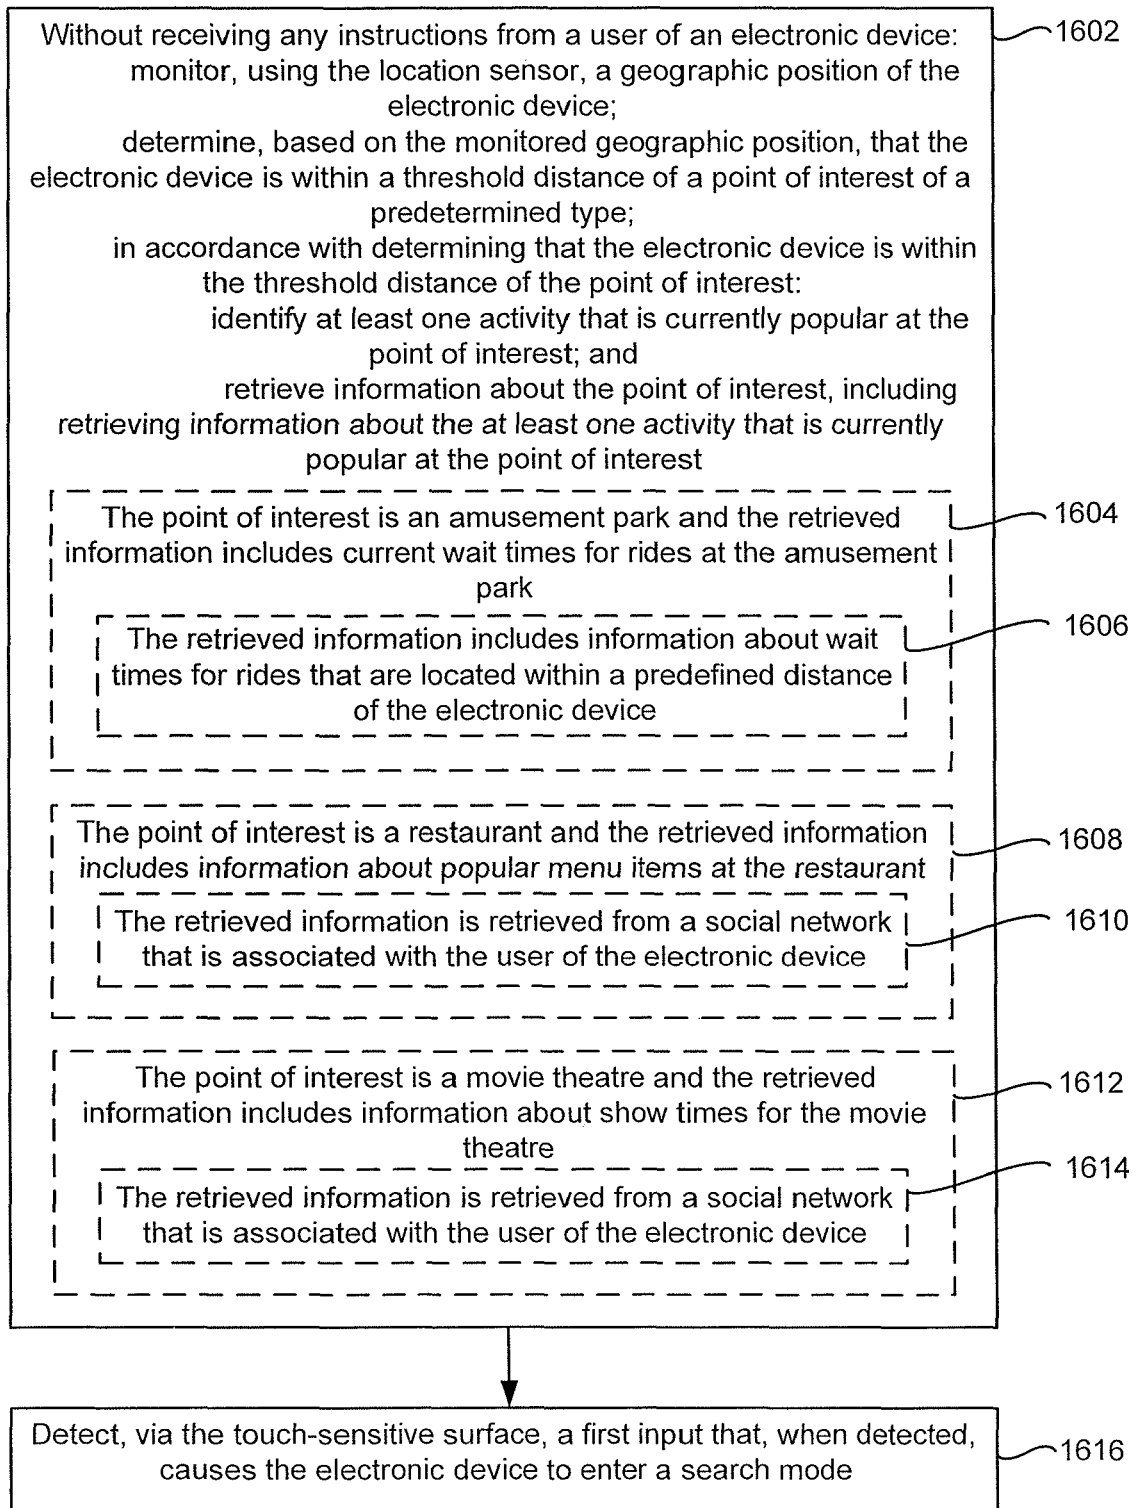 Without receiving any instructions from a user of an electronic device:
monitor, using the location sensor, a geographic position of the
electronic device;
determine, based on the monitored geographic position, that the
electronic device is within a threshold distance of a point of interest of a
predetermined type;
in accordance with determining that the electronic device is within
the threshold distance of the point of interest:
identify at least one activity that is currently popular at the
point of interest; and
retrieve information about the point of interest, including
retrieving information about the at least one activity that is currently
popular at the point of interest
1602
The point of interest is an amusement park and the retrieved
information includes current wait times for rides at the amusement
park
1604
The retrieved information includes information about wait
times for rides that are located within a predefined distance
of the electronic device
1606
The point of interest is a restaurant and the retrieved information
includes information about popular menu items at the restaurant
1608
The retrieved information is retrieved from a social network
that is associated with the user of the electronic device
1610
The point of interest is a movie theatre and the retrieved
information includes information about show times for the movie
theatre
1612
The retrieved information is retrieved from a social network
that is associated with the user of the electronic device
1614
Detect, via the touch-sensitive surface, a first input that, when detected,
causes the electronic device to enter a search mode
1616